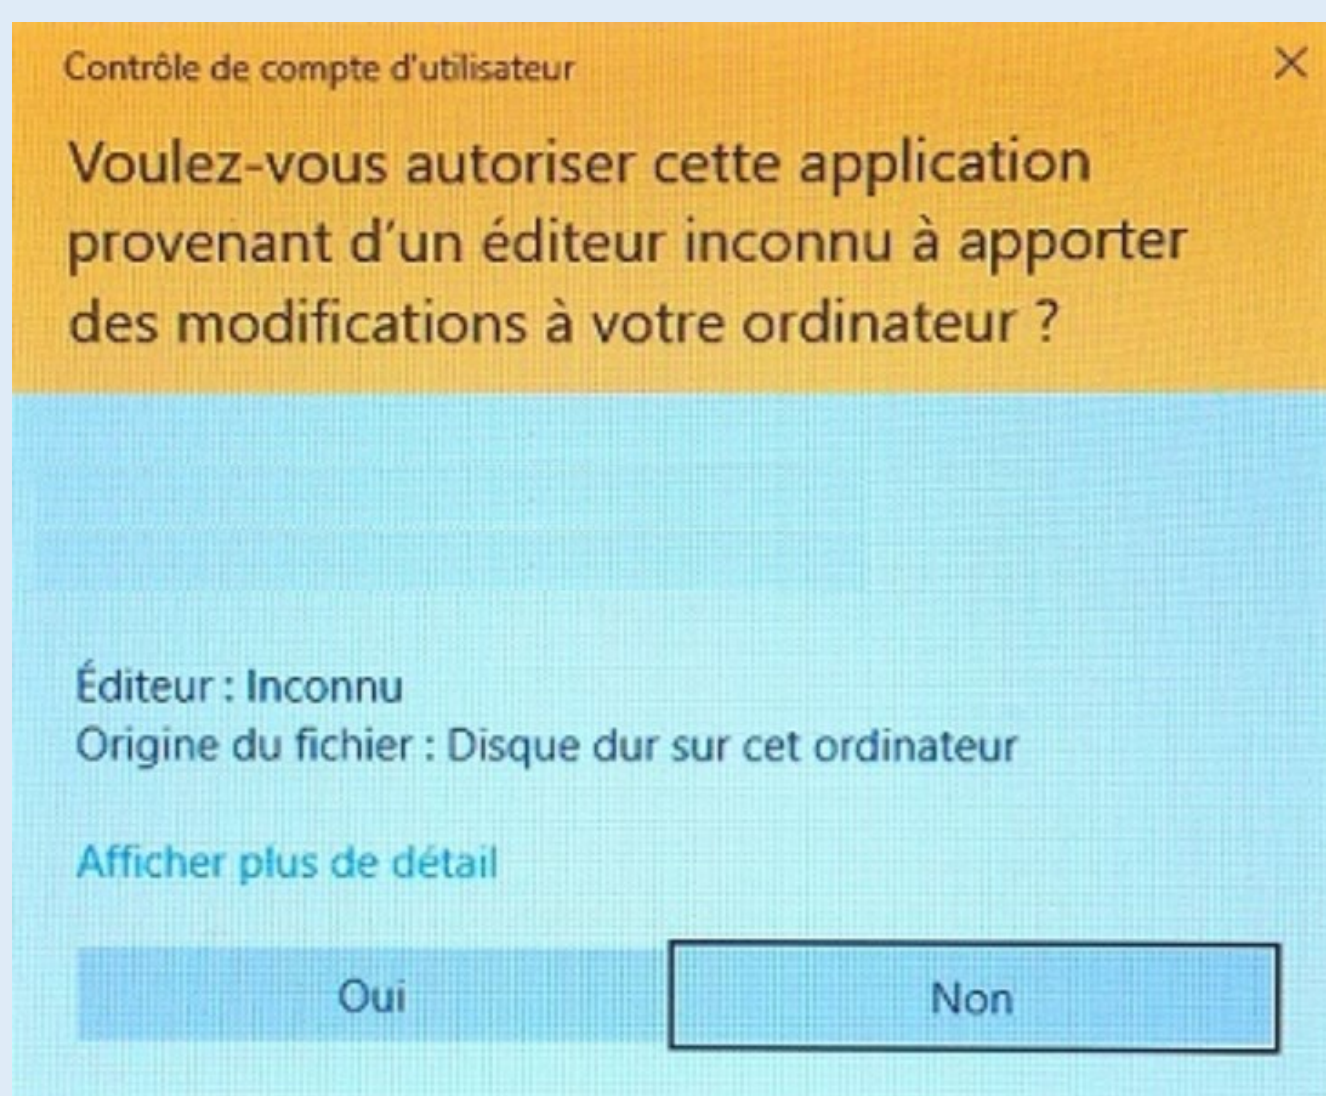 Contrôle de compte d'utilisateur
Voulez-vous autoriser cette application
provenant d'un éditeur inconnu à apporter
des modifications à votre ordinateur ?
Éditeur : Inconnu
Origine du fichier : Disque dur sur cet ordinateur
Afficher plus de détail
Oui
Non